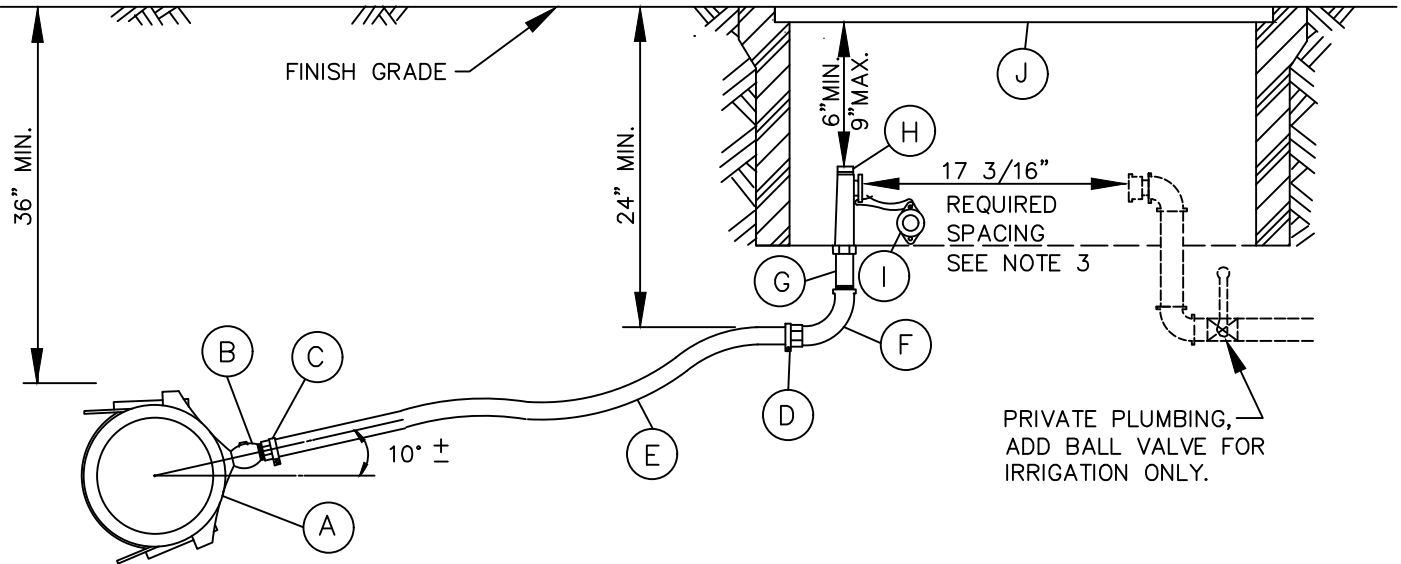 FINISH GRADE
36" MIN.
24" MIN.
6"MIN.
9"MAX.
J
H
17 3/16"
REQUIRED
SPACING
SEE NOTE 3
G
I
F
B
C
D
E
10° ±
A
PRIVATE PLUMBING,
ADD BALL VALVE FOR
IRRIGATION ONLY.